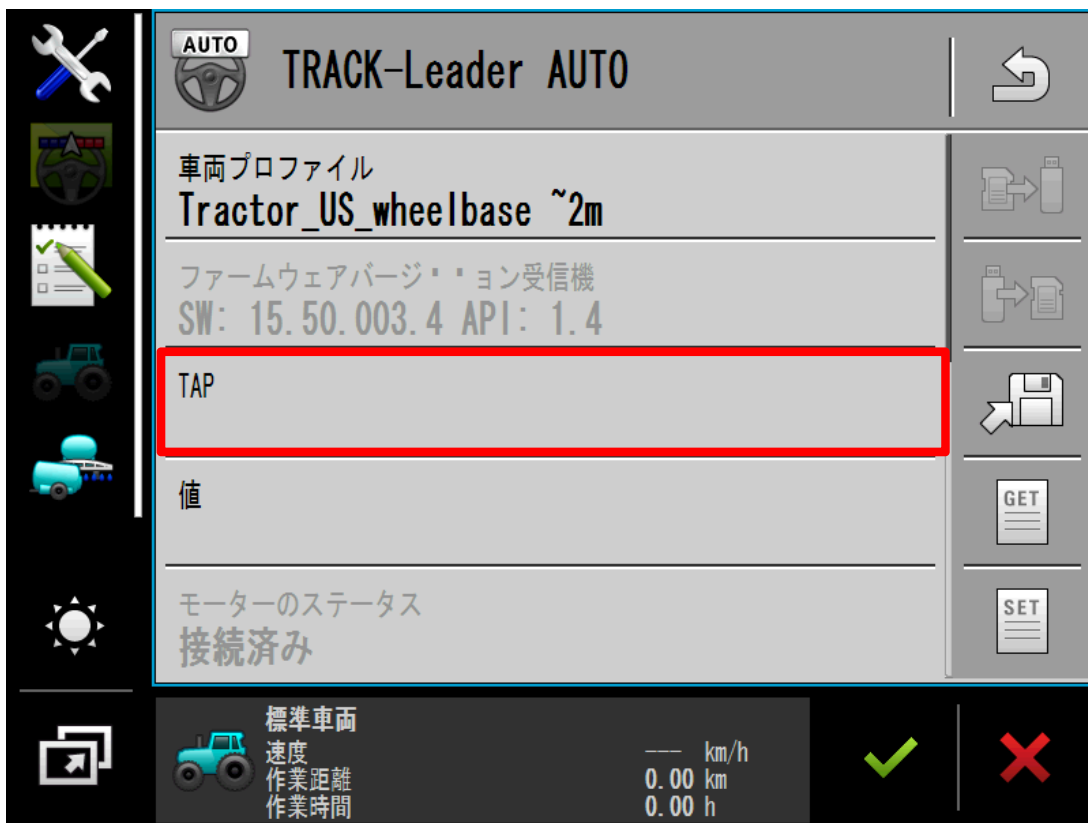 AUTO
TRACK-Leader AUTO
車両プロファイル
Tractor_US_wheelbase ~2m
ファームウェアバージ・・ョン受信機
SW: 15.50.003.4 API: 1.4
TAP
値
GET
モーターのステータス
接続済み
SET
標準車両
速度 --- km/h
作業距離 0.00 km
作業時間 0.00 h